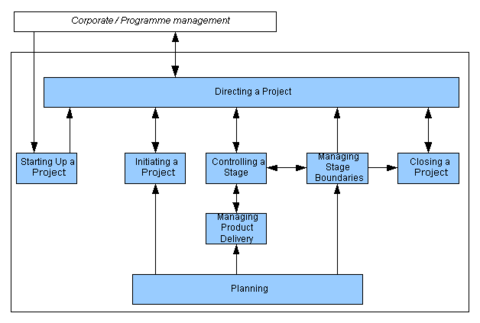 Corporate / Programme management
Directing a Project
Starting Up a
Project
Initiating a
Project
Controlling a
Stage
Managing
Stage
Boundaries
Closing a
Project
Managing
Product
Delivery
Planning